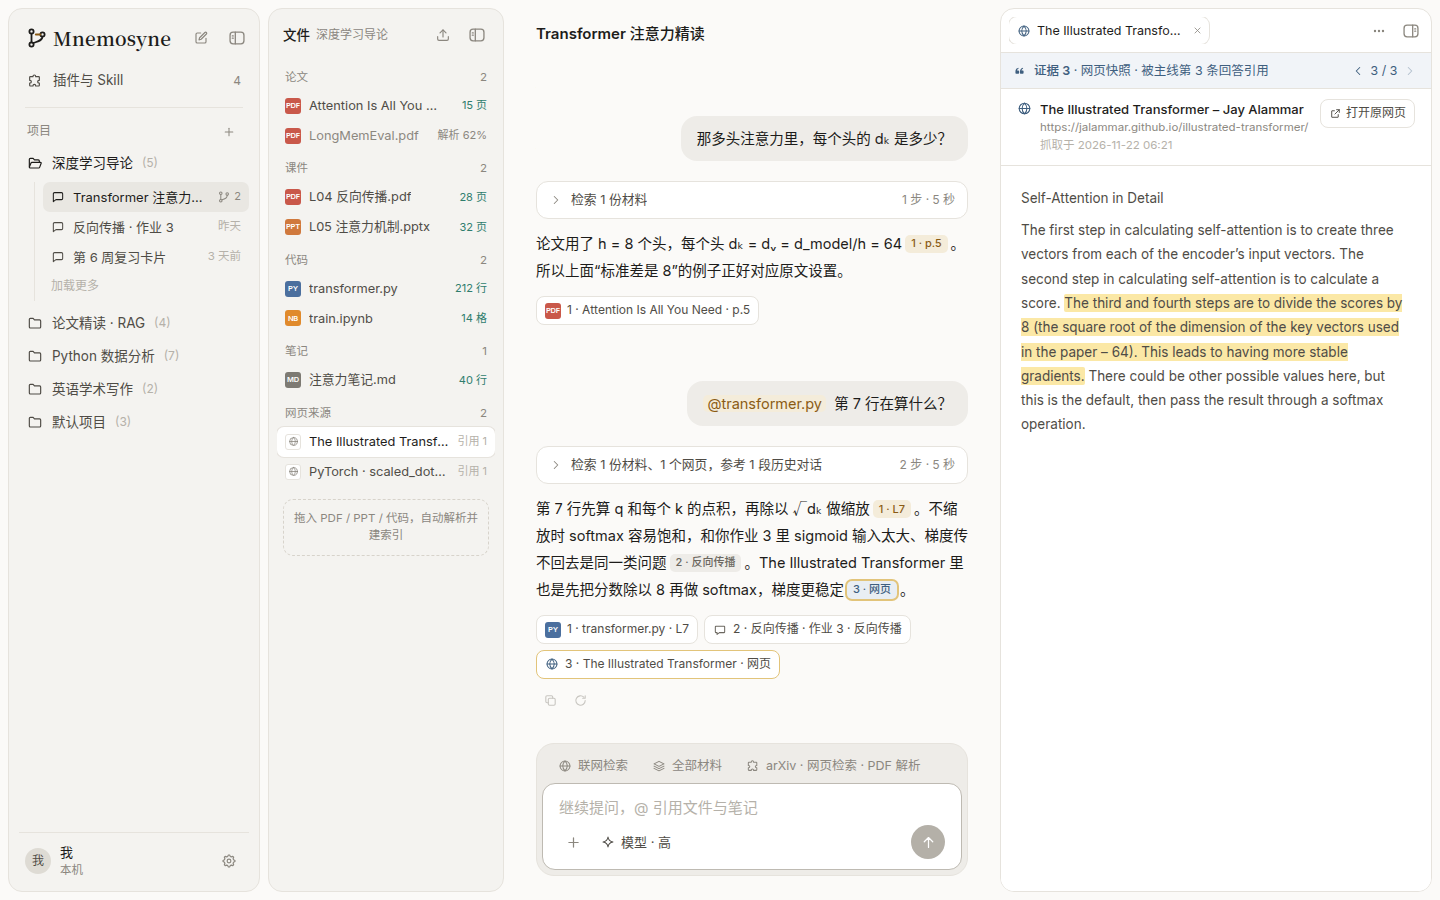 Mnemosyne
插件与 Skill 4
项目
深度学习导论 (5)
Transformer 注意力... 2
反向传播 · 作业 3 昨天
第 6 周复习卡片 3 天前
加载更多
论文精读 · RAG (4)
Python 数据分析 (7)
英语学术写作 (2)
默认项目 (3)
我 我
本机
文件 深度学习导论
论文 2
PDF Attention Is All You ... 15 页
PDF LongMemEval.pdf 解析 62%
课件 2
PDF L04 反向传播.pdf 28 页
PPT L05 注意力机制.pptx 32 页
代码 2
PY transformer.py 212 行
NB train.ipynb 14 格
笔记 1
MD 注意力笔记.md 40 行
网页来源 2
The Illustrated Transf... 引用 1
PyTorch · scaled_dot... 引用 1
拖入 PDF / PPT / 代码，自动解析并
建索引
Transformer 注意力精读
那多头注意力里，每个头的 dₖ 是多少？
检索 1 份材料 1 步 · 5 秒
论文用了 h = 8 个头，每个头 dₖ = dᵥ = d_model/h = 64 1 · p.5 。
所以上面“标准差是 8”的例子正好对应原文设置。
PDF 1 · Attention Is All You Need · p.5
@transformer.py 第 7 行在算什么？
检索 1 份材料、1 个网页，参考 1 段历史对话 2 步 · 5 秒
第 7 行先算 q 和每个 k 的点积，再除以 √dₖ 做缩放 1 · L7 。不缩
放时 softmax 容易饱和，和你作业 3 里 sigmoid 输入太大、梯度传
不回去是同一类问题 2 · 反向传播 。The Illustrated Transformer 里
也是先把分数除以 8 再做 softmax，梯度更稳定 3 · 网页 。
PY 1 · transformer.py · L7 2 · 反向传播 · 作业 3 · 反向传播
3 · The Illustrated Transformer · 网页
联网检索 全部材料 arXiv · 网页检索 · PDF 解析
继续提问，@ 引用文件与笔记
模型 · 高
The Illustrated Transfo...
证据 3 · 网页快照 · 被主线第 3 条回答引用 3 / 3
The Illustrated Transformer – Jay Alammar
https://jalammar.github.io/illustrated-transformer/
抓取于 2026-11-22 06:21
打开原网页
Self-Attention in Detail
The first step in calculating self-attention is to create three
vectors from each of the encoder’s input vectors. The
second step in calculating self-attention is to calculate a
score. The third and fourth steps are to divide the scores by
8 (the square root of the dimension of the key vectors used
in the paper – 64). This leads to having more stable
gradients. There could be other possible values here, but
this is the default, then pass the result through a softmax
operation.